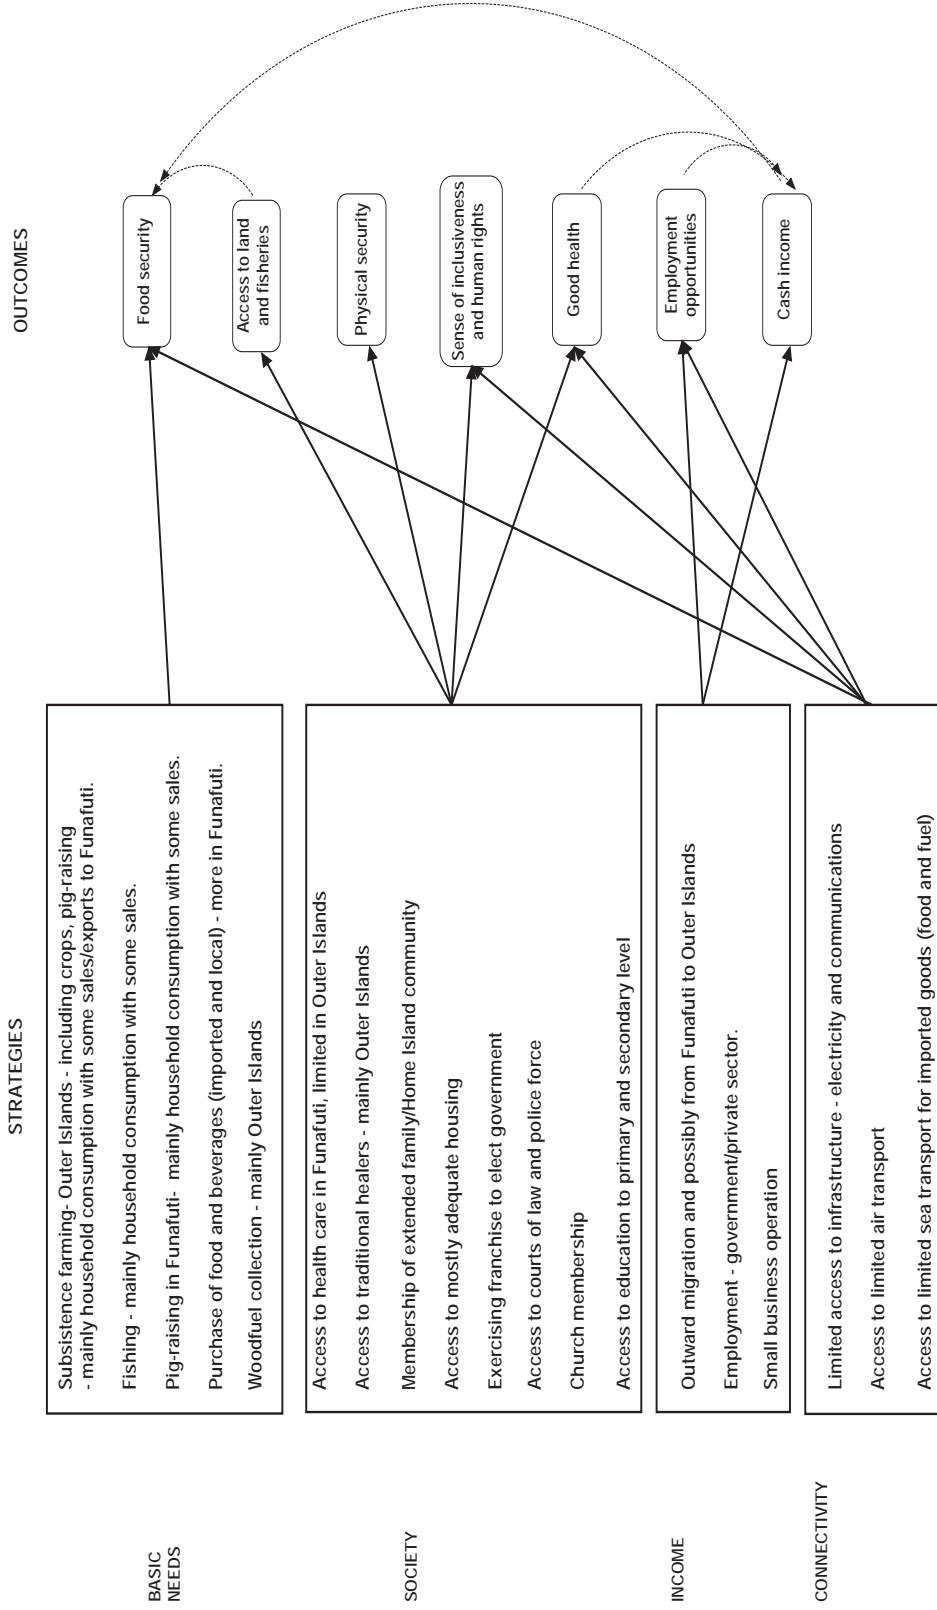 STRATEGIES
OUTCOMES
BASIC
NEEDS
Subsistence farming- Outer Islands - including crops, pig-raising
- mainly household consumption with some sales/exports to Funafuti.
Fishing - mainly household consumption with some sales.
Pig-raising in Funafuti- mainly household consumption with some sales.
Purchase of food and beverages (imported and local) - more in Funafuti.
Woodfuel collection - mainly Outer Islands
SOCIETY
Access to health care in Funafuti, limited in Outer Islands
Access to traditional healers - mainly Outer Islands
Membership of extended family/Home Island community
Access to mostly adequate housing
Exercising franchise to elect government
Access to courts of law and police force
Church membership
Access to education to primary and secondary level
INCOME
Outward migration and possibly from Funafuti to Outer Islands
Employment - government/private sector.
Small business operation
CONNECTIVITY
Limited access to infrastructure - electricity and communications
Access to limited air transport
Access to limited sea transport for imported goods (food and fuel)
Food security
Access to land
and fisheries
Physical security
Sense of inclusiveness
and human rights
Good health
Employment
opportunities
Cash income